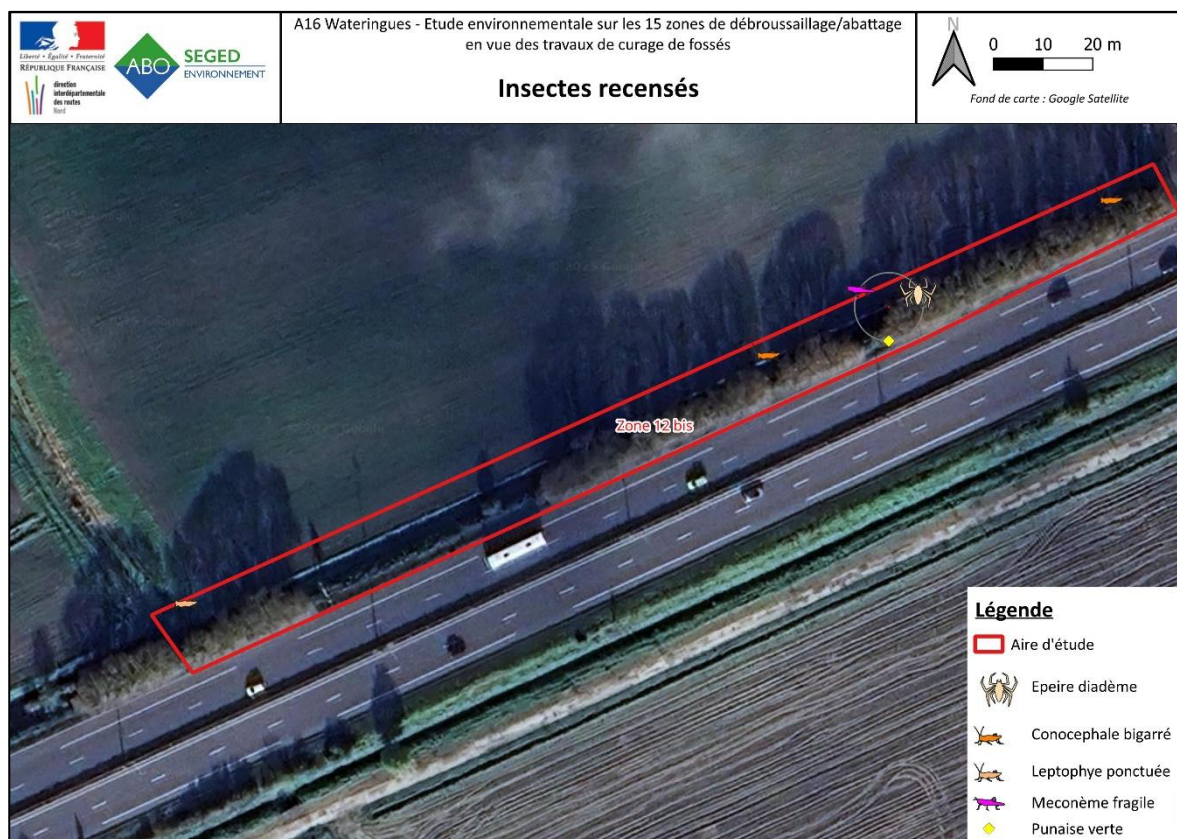 Liberté • Égalité • Fraternité
RÉPUBLIQUE FRANÇAISE
direction
interdépartementale
des routes
Nord
ABO
SEGED
ENVIRONNEMENT
A16 Wateringues - Etude environnementale sur les 15 zones de débroussaillage/abattage
en vue des travaux de curage de fossés
Insectes recensés
N
0 10 20 m
Fond de carte : Google Satellite
Zone 12 bis
Légende
Aire d'étude
Epeire diadème
Conocephale bigarré
Leptophye ponctuée
Meconème fragile
Punaise verte